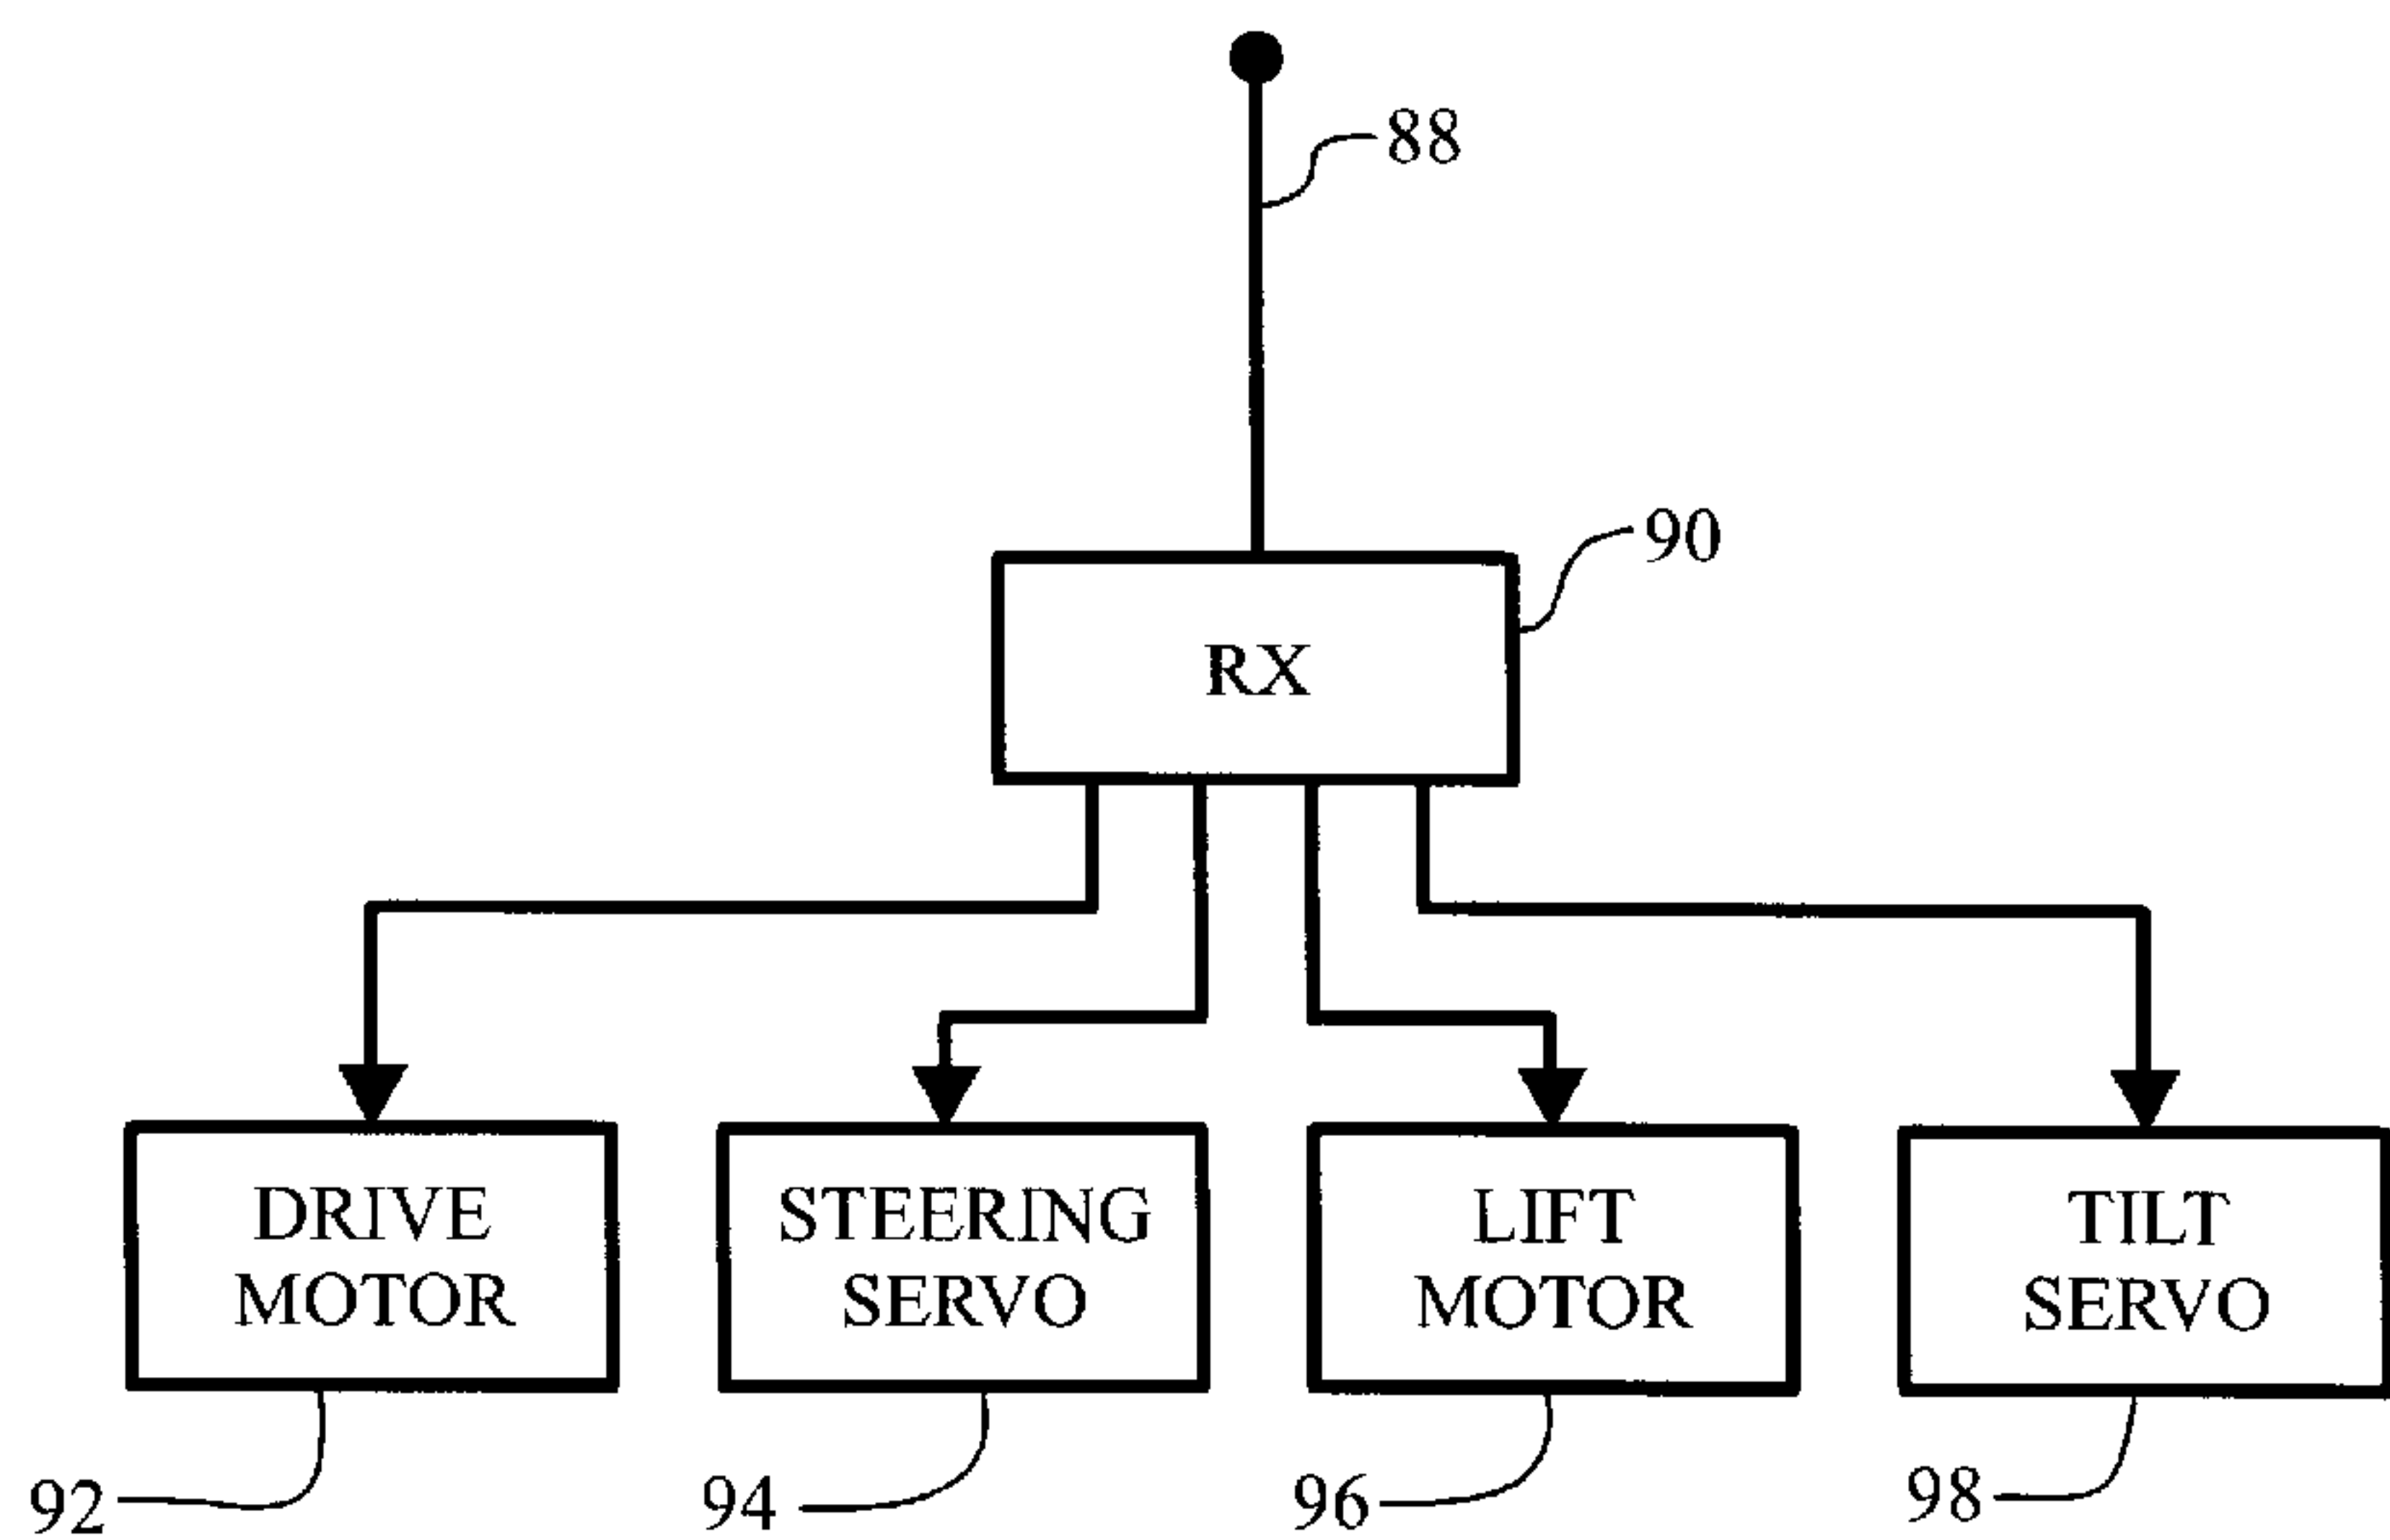 88
90
RX
DRIVE
MOTOR
STEERING
SERVO
LIFT
MOTOR
TILT
SERVO
92
94
96
98